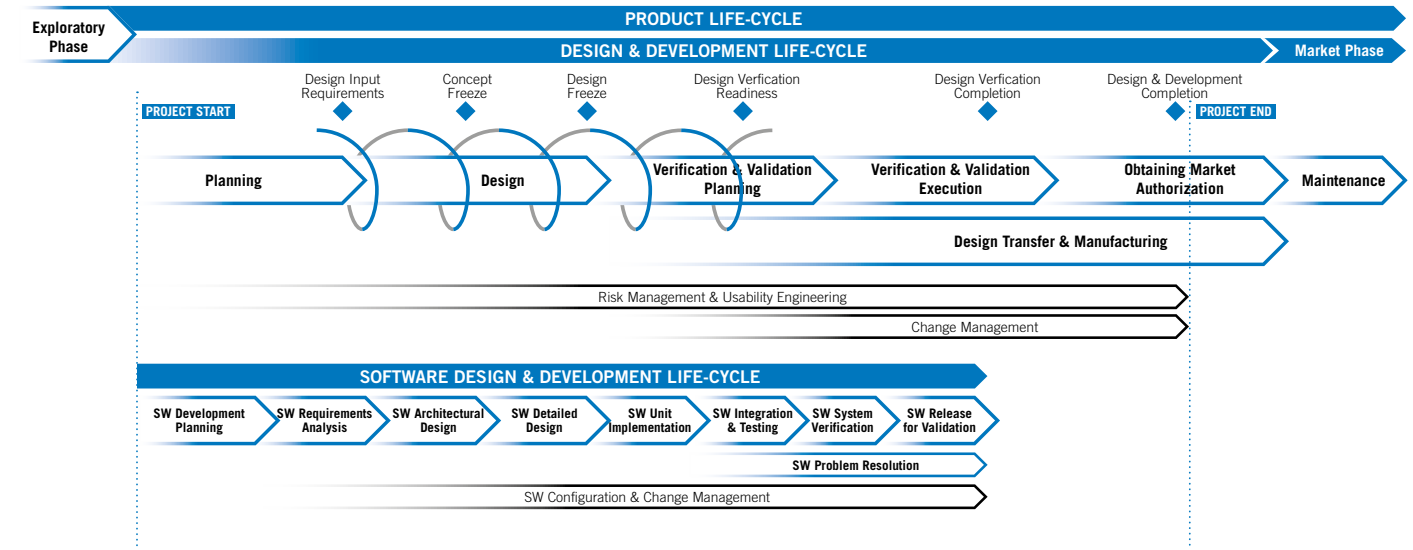 Exploratory
Phase
PRODUCT LIFE-CYCLE
DESIGN & DEVELOPMENT LIFE-CYCLE
Market Phase
Design Input
Requirements
Concept
Freeze
Design
Freeze
Design Verfication
Readiness
Design Verfication
Completion
Design & Development
Completion
PROJECT START
PROJECT END
Planning
Design
Verification & Validation
Planning
Verification & Validation
Execution
Obtaining Market
Authorization
Maintenance
Design Transfer & Manufacturing
Risk Management & Usability Engineering
Change Management
SOFTWARE DESIGN & DEVELOPMENT LIFE-CYCLE
SW Development
Planning
SW Requirements
Analysis
SW Architectural
Design
SW Detailed
Design
SW Unit
Implementation
SW Integration
& Testing
SW System
Verification
SW Release
for Validation
SW Problem Resolution
SW Configuration & Change Management